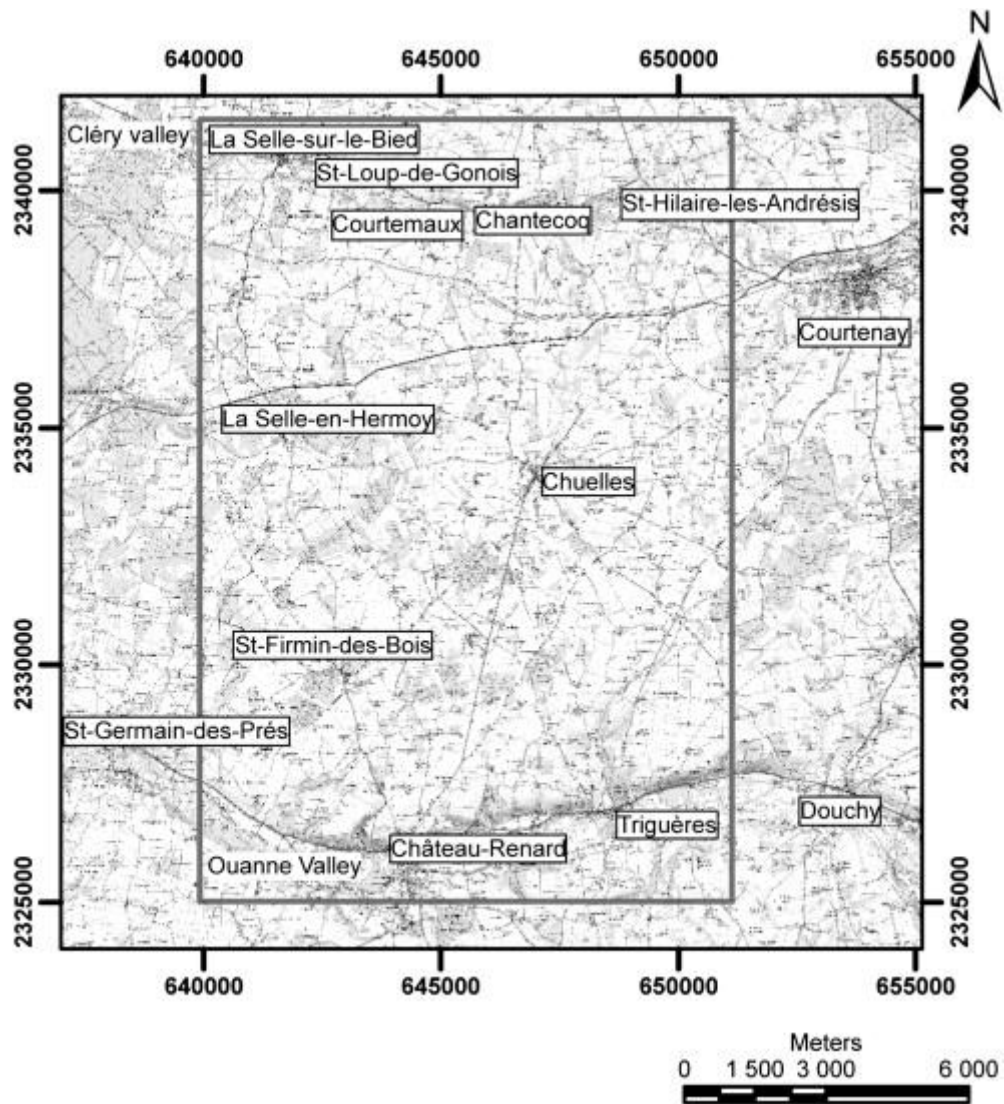 N
640000 645000 650000 655000
Cléry valley
La Selle-sur-le-Bied
St-Loup-de-Gonois
2340000
2340000
St-Hilaire-les-Andrésis
Courtemaux
Chantecoq
Courtenay
La Selle-en-Hermoy
2335000
2335000
Chuelles
St-Firmin-des-Bois
2330000
2330000
St-Germain-des-Prés
Triguères
Douchy
Château-Renard
Ouanne Valley
2325000
2325000
640000 645000 650000 655000
Meters
0 1 500 3 000 6 000